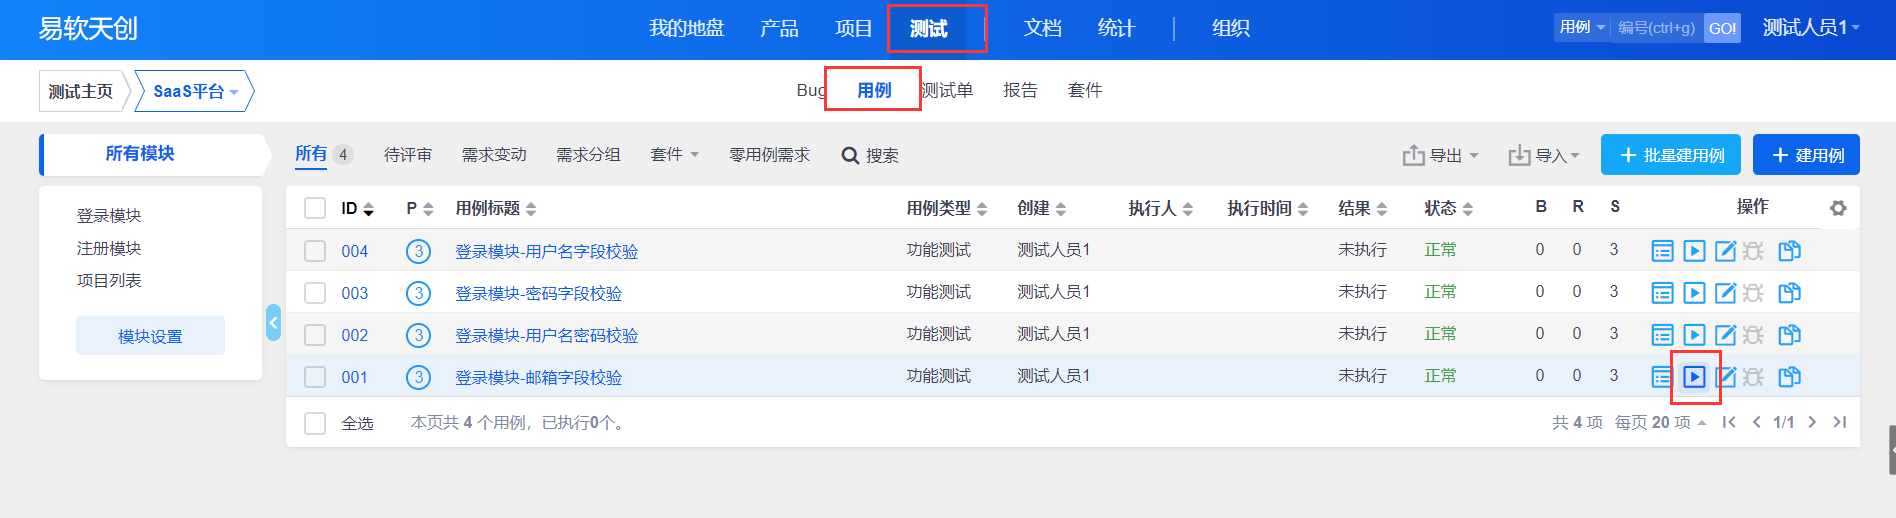 易软天创 我的地盘 产品 项目 测试 文档 统计 组织 用例 编号(ctrl+g) GO! 测试人员1
测试主页 SaaS平台 Bug 用例 测试单 报告 套件
所有模块 所有 4 待评审 需求变动 需求分组 套件 零用例需求 搜索 导出 导入 + 批量建用例 + 建用例
登录模块
注册模块
项目列表
模块设置
ID P 用例标题 用例类型 创建 执行人 执行时间 结果 状态 B R S 操作
004 3 登录模块-用户名字段校验 功能测试 测试人员1 未执行 正常 0 0 3
003 3 登录模块-密码字段校验 功能测试 测试人员1 未执行 正常 0 0 3
002 3 登录模块-用户名密码校验 功能测试 测试人员1 未执行 正常 0 0 3
001 3 登录模块-邮箱字段校验 功能测试 测试人员1 未执行 正常 0 0 3
全选 本页共 4 个用例，已执行0个。 共 4 项 每页 20 项 1/1